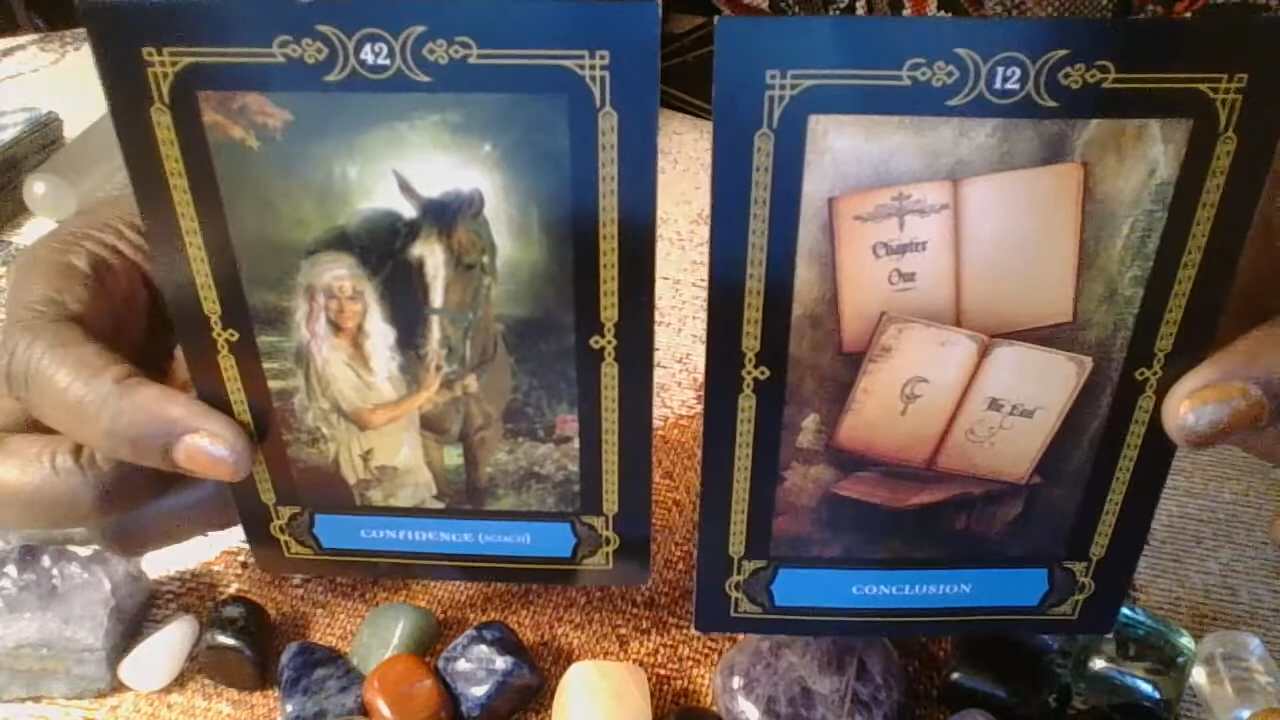 42
CONFIDENCE (SCIACH)
12
Chapter
One
The End
CONCLUSION